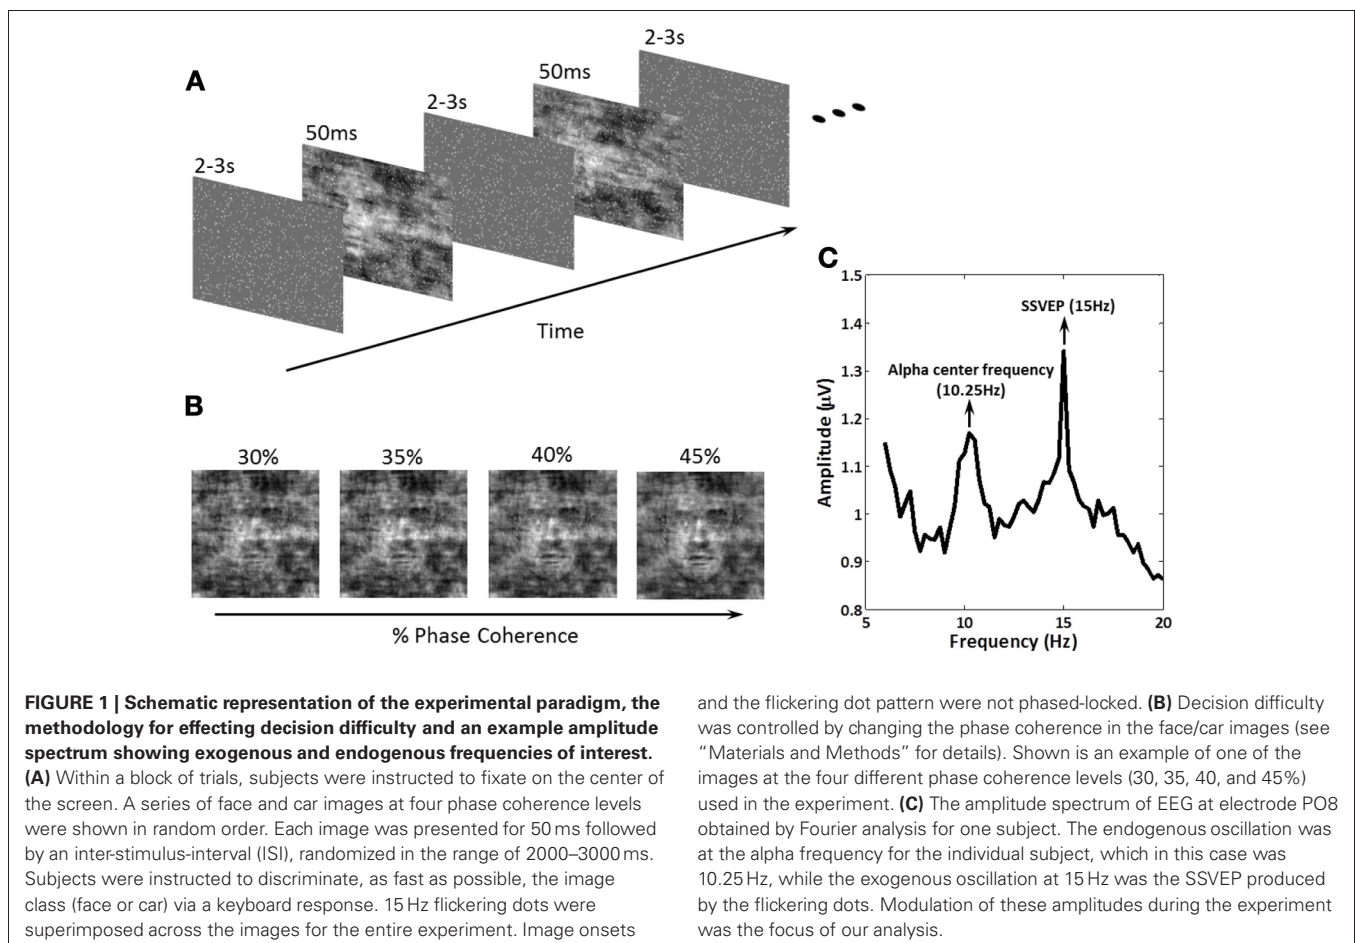 A
2-3s
50ms
2-3s
50ms
2-3s
Time
B
30%
35%
40%
45%
% Phase Coherence
C
1.5
1.4
1.3
1.2
1.1
1
0.9
0.8
Amplitude (µV)
SSVEP (15Hz)
Alpha center frequency
(10.25Hz)
5
10
15
20
Frequency (Hz)
FIGURE 1 | Schematic representation of the experimental paradigm, the
methodology for effecting decision difficulty and an example amplitude
spectrum showing exogenous and endogenous frequencies of interest.
(A) Within a block of trials, subjects were instructed to fixate on the center of
the screen. A series of face and car images at four phase coherence levels
were shown in random order. Each image was presented for 50 ms followed
by an inter-stimulus-interval (ISI), randomized in the range of 2000–3000 ms.
Subjects were instructed to discriminate, as fast as possible, the image
class (face or car) via a keyboard response. 15 Hz flickering dots were
superimposed across the images for the entire experiment. Image onsets
and the flickering dot pattern were not phased-locked. (B) Decision difficulty
was controlled by changing the phase coherence in the face/car images (see
“Materials and Methods” for details). Shown is an example of one of the
images at the four different phase coherence levels (30, 35, 40, and 45%)
used in the experiment. (C) The amplitude spectrum of EEG at electrode PO8
obtained by Fourier analysis for one subject. The endogenous oscillation was
at the alpha frequency for the individual subject, which in this case was
10.25 Hz, while the exogenous oscillation at 15 Hz was the SSVEP produced
by the flickering dots. Modulation of these amplitudes during the experiment
was the focus of our analysis.